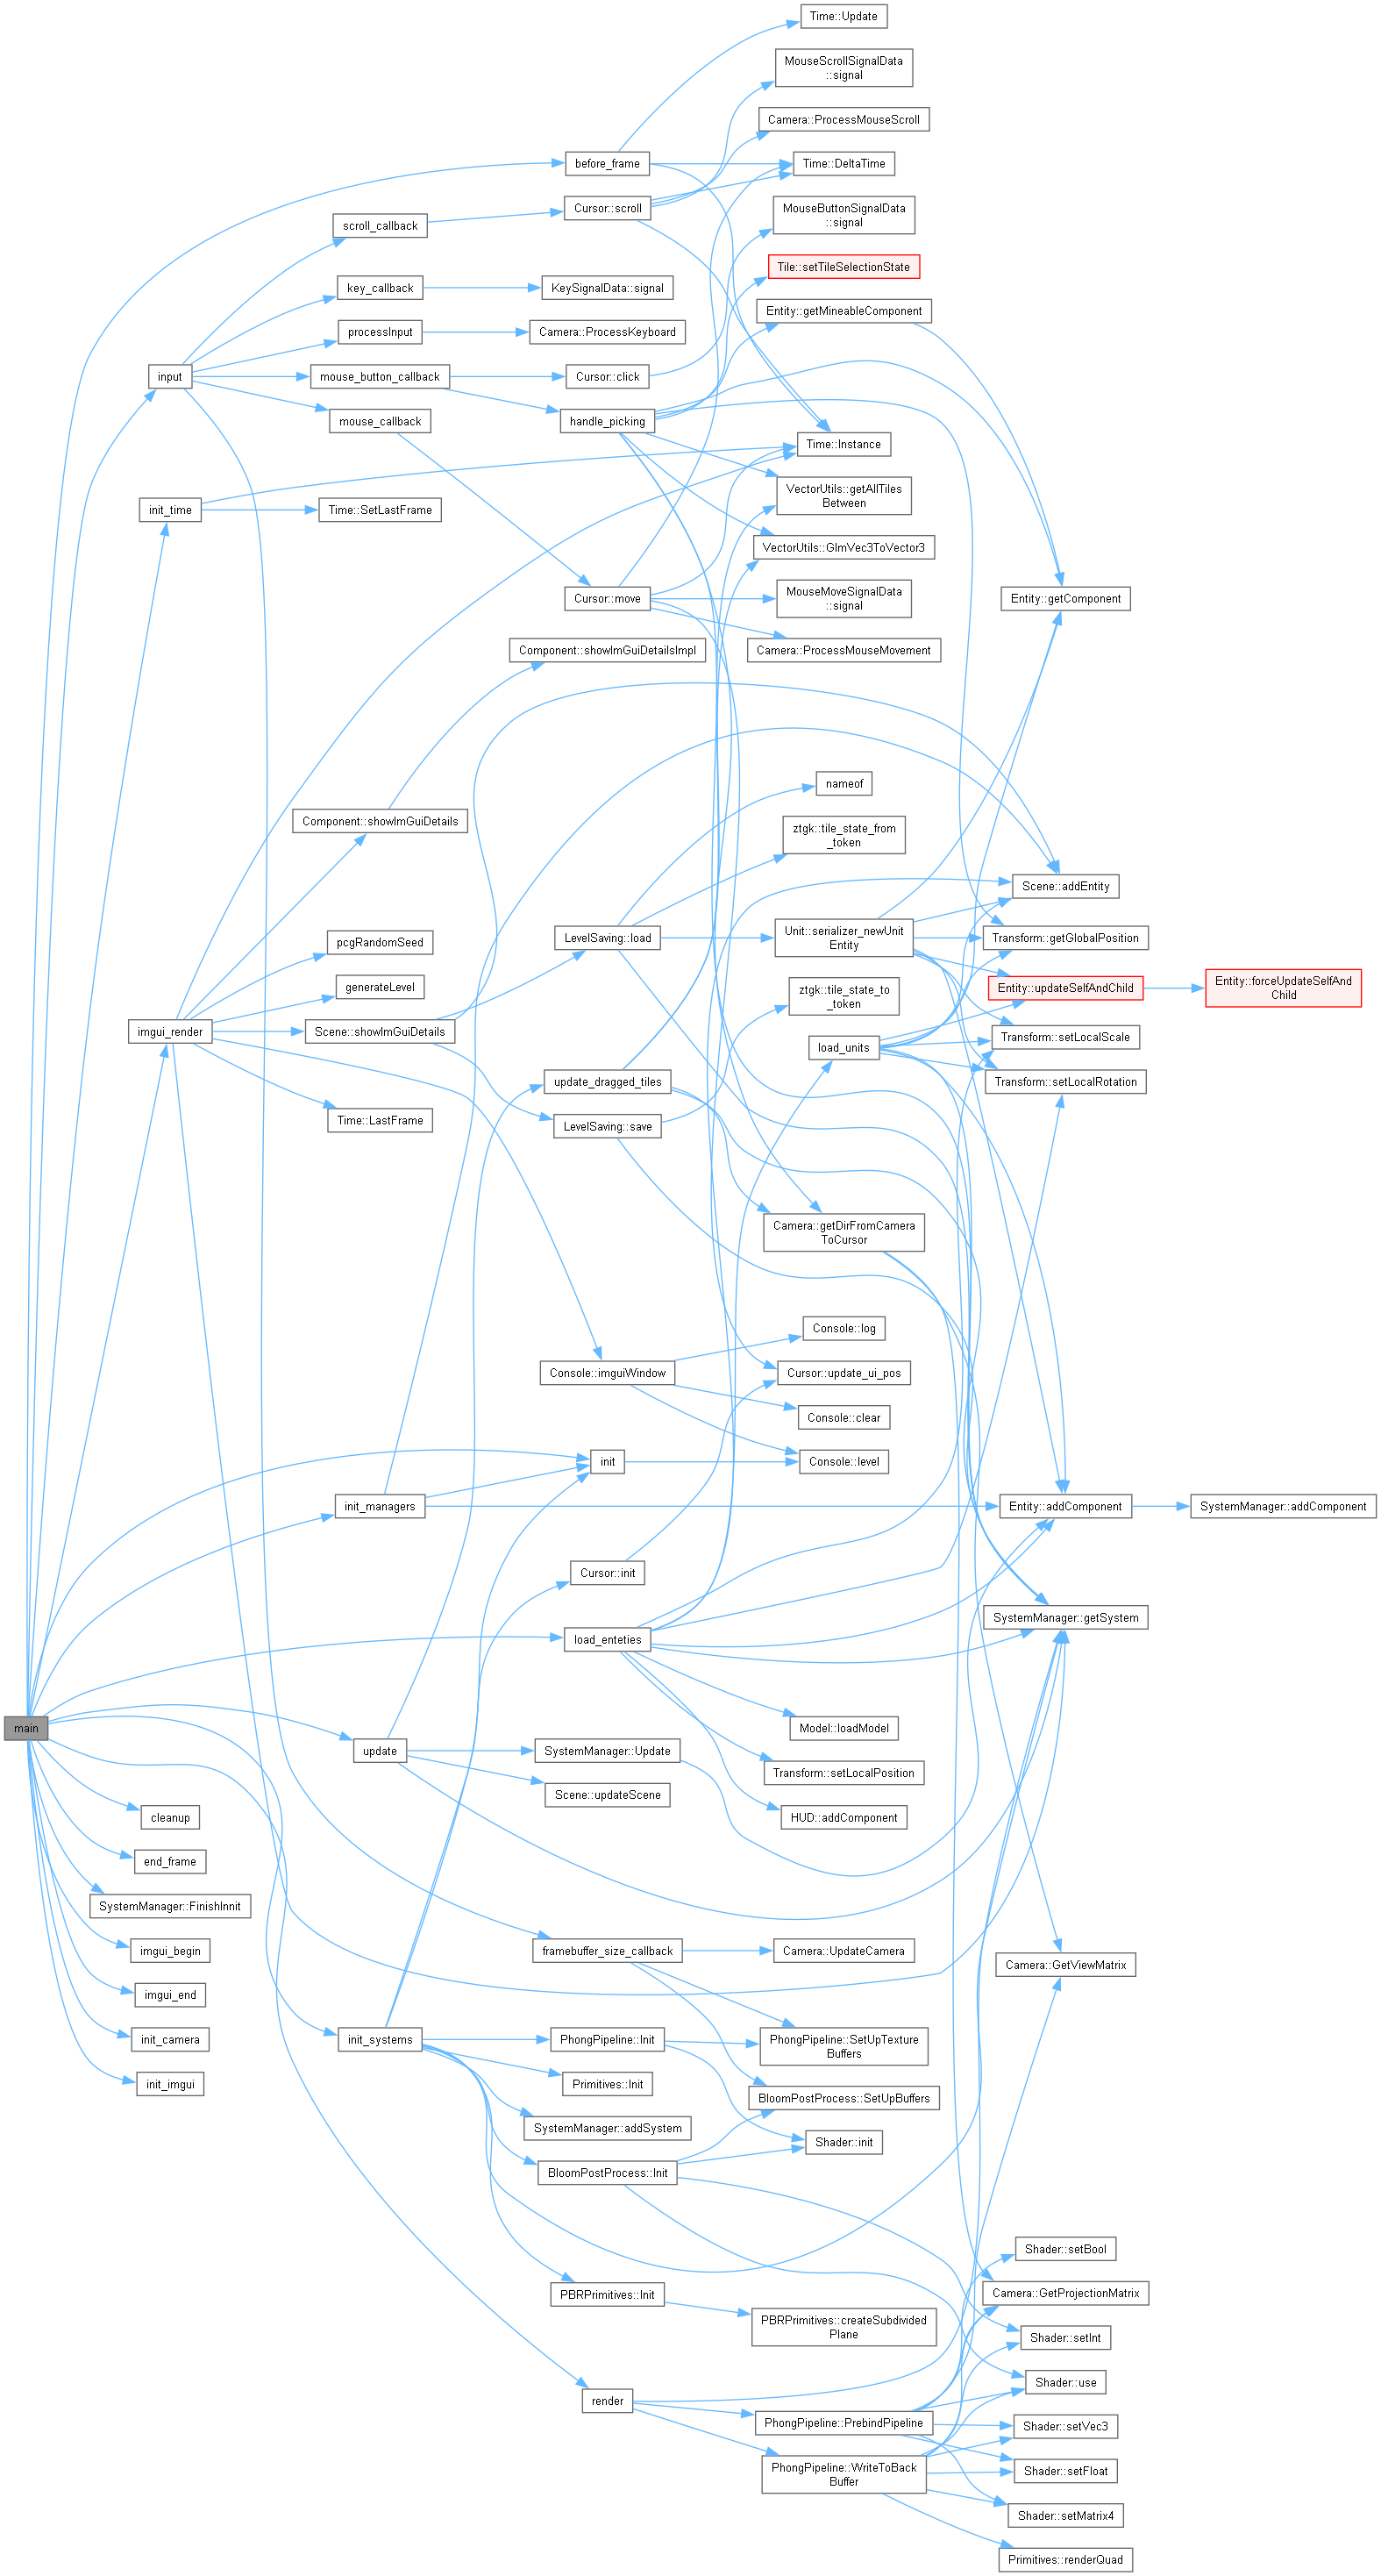 Time::Update
MouseScrollSignalData
::signal
Camera::ProcessMouseScroll
before_frame
Time::DeltaTime
Cursor::scroll
MouseButtonSignalData
::signal
scroll_callback
Tile::setTileSelectionState
key_callback
KeySignalData::signal
Entity::getMineableComponent
processInput
Camera::ProcessKeyboard
input
mouse_button_callback
Cursor::click
mouse_callback
handle_picking
Time::Instance
VectorUtils::getAllTiles
Between
init_time
Time::SetLastFrame
VectorUtils::GlmVec3ToVector3
Cursor::move
MouseMoveSignalData
::signal
Entity::getComponent
Component::showImGuiDetailsImpl
Camera::ProcessMouseMovement
nameof
Component::showImGuiDetails
ztgk::tile_state_from
_token
Scene::addEntity
pcgRandomSeed
LevelSaving::load
Unit::serializer_newUnit
Entity
Transform::getGlobalPosition
generateLevel
ztgk::tile_state_to
_token
Entity::updateSelfAndChild
Entity::forceUpdateSelfAnd
Child
imgui_render
Scene::showImGuiDetails
load_units
Transform::setLocalScale
update_dragged_tiles
Transform::setLocalRotation
Time::LastFrame
LevelSaving::save
Camera::getDirFromCamera
ToCursor
Console::log
Console::imguiWindow
Cursor::update_ui_pos
Console::clear
init
Console::level
init_managers
Entity::addComponent
SystemManager::addComponent
Cursor::init
SystemManager::getSystem
load_enteties
main
Model::loadModel
update
SystemManager::Update
Transform::setLocalPosition
Scene::updateScene
cleanup
HUD::addComponent
end_frame
SystemManager::FinishInnit
imgui_begin
framebuffer_size_callback
Camera::UpdateCamera
Camera::GetViewMatrix
imgui_end
init_camera
init_systems
PhongPipeline::Init
PhongPipeline::SetUpTexture
Buffers
init_imgui
Primitives::Init
BloomPostProcess::SetUpBuffers
SystemManager::addSystem
Shader::init
BloomPostProcess::Init
Shader::setBool
PBRPrimitives::Init
Camera::GetProjectionMatrix
PBRPrimitives::createSubdivided
Plane
Shader::setInt
Shader::use
render
PhongPipeline::PrebindPipeline
Shader::setVec3
PhongPipeline::WriteToBack
Buffer
Shader::setFloat
Shader::setMatrix4
Primitives::renderQuad